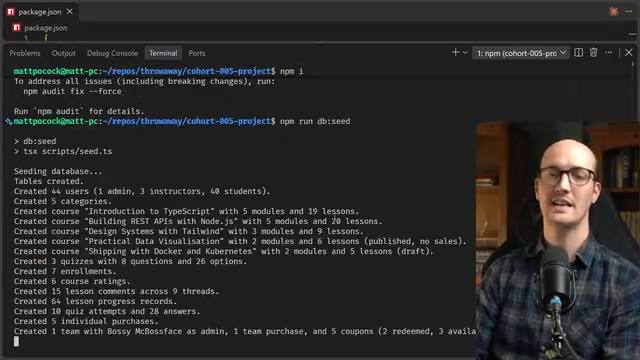 package.json
package.json
1 {
Problems Output Debug Console Terminal Ports
1: npm (cohort-005-pro
mattpocock@matt-pc:~/repos/throwaway/cohort-005-project$ npm i
To address all issues (including breaking changes), run:
npm audit fix --force
Run `npm audit` for details.
mattpocock@matt-pc:~/repos/throwaway/cohort-005-project$ npm run db:seed
> db:seed
> tsx scripts/seed.ts
Seeding database...
Tables created.
Created 44 users (1 admin, 3 instructors, 40 students).
Created 5 categories.
Created course "Introduction to TypeScript" with 5 modules and 19 lessons.
Created course "Building REST APIs with Node.js" with 5 modules and 20 lessons.
Created course "Design Systems with Tailwind" with 3 modules and 9 lessons.
Created course "Practical Data Visualisation" with 2 modules and 6 lessons (published, no sales).
Created course "Shipping with Docker and Kubernetes" with 2 modules and 5 lessons (draft).
Created 3 quizzes with 8 questions and 26 options.
Created 7 enrollments.
Created 6 course ratings.
Created 15 lesson comments across 9 threads.
Created 64 lesson progress records.
Created 10 quiz attempts and 28 answers.
Created 5 individual purchases.
Created 1 team with Bossy McBossface as admin, 1 team purchase, and 5 coupons (2 redeemed, 3 availa